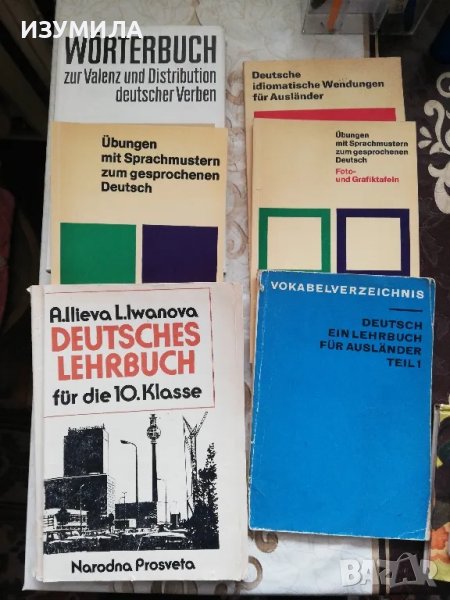 ИЗУМИЛА
WÖRTERBUCH
zur Valenz und Distribution
deutscher Verben
Deutsche
idiomatische Wendungen
für Ausländer
Übungen
mit Sprachmustern
zum gesprochenen
Deutsch
Übungen
mit Sprachmustern
zum gesprochenen
Deutsch
Foto-
und Grafiktafeln
A.Ilieva L.Iwanova
DEUTSCHES
LEHRBUCH
für die 10. Klasse
Narodna Prosveta
VOKABELVERZEICHNIS
DEUTSCH
EIN LEHRBUCH
FÜR AUSLÄNDER
TEIL 1
BAZAR